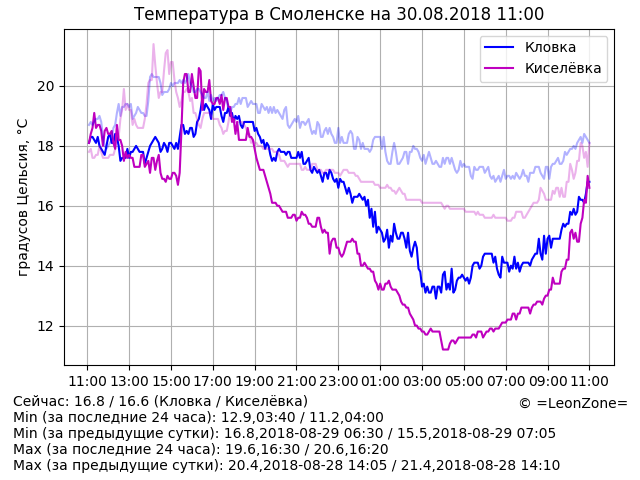 Температура в Смоленске на 30.08.2018 11:00
Кловка
Киселёвка
градусов Цельсия, °C
20
18
16
14
12
11:00 13:00 15:00 17:00 19:00 21:00 23:00 01:00 03:00 05:00 07:00 09:00 11:00
Сейчас: 16.8 / 16.6 (Кловка / Киселёвка)
© =LeonZone=
Min (за последние 24 часа): 12.9,03:40 / 11.2,04:00
Min (за предыдущие сутки): 16.8,2018-08-29 06:30 / 15.5,2018-08-29 07:05
Max (за последние 24 часа): 19.6,16:30 / 20.6,16:20
Max (за предыдущие сутки): 20.4,2018-08-28 14:05 / 21.4,2018-08-28 14:10